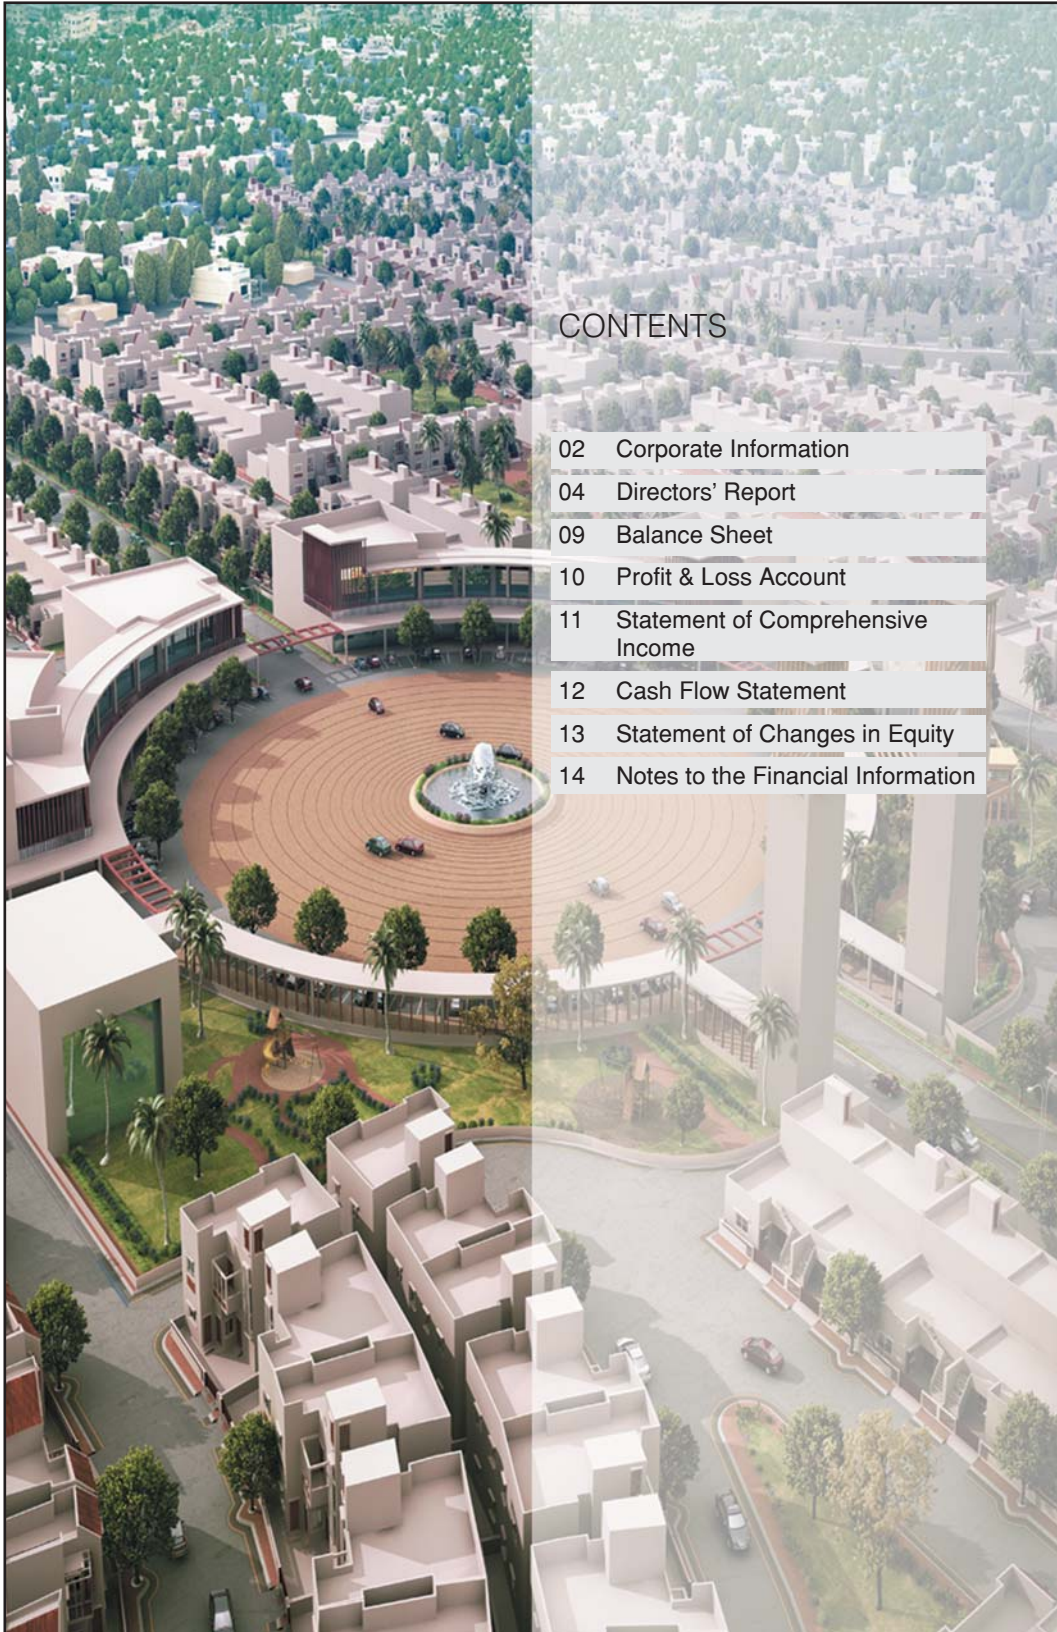 CONTENTS
02 Corporate Information
04 Directors' Report
09 Balance Sheet
10 Profit & Loss Account
11 Statement of Comprehensive
Income
12 Cash Flow Statement
13 Statement of Changes in Equity
14 Notes to the Financial Information